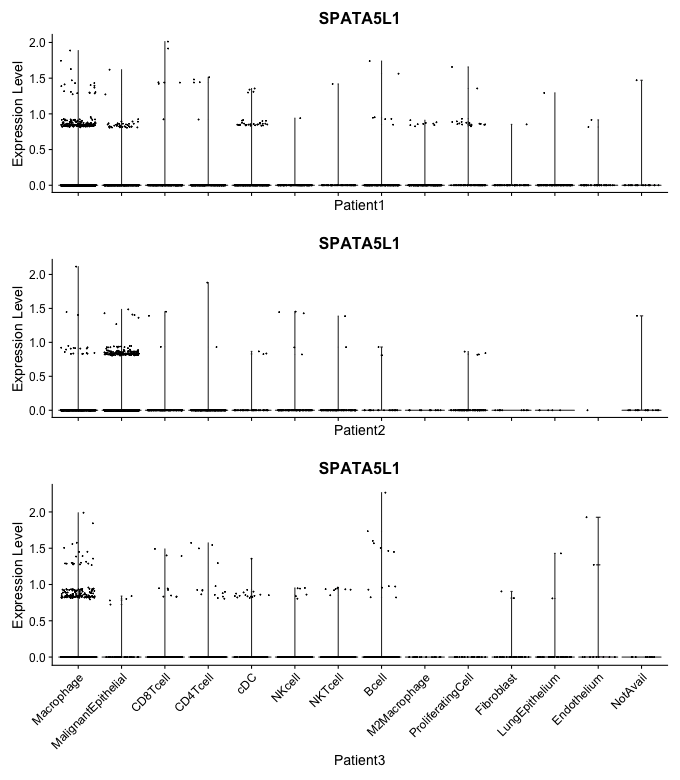 SPATA5L1
Expression Level
2.0
1.5
1.0
0.5
0.0
Patient1
SPATA5L1
Expression Level
2.0
1.5
1.0
0.5
0.0
Patient2
SPATA5L1
Expression Level
2.0
1.5
1.0
0.5
0.0
Macrophage
MalignantEpithelial
CD8Tcell
CD4Tcell
cDC
NKcell
NKTcell
Bcell
M2Macrophage
ProliferatingCell
Fibroblast
LungEpithelium
Endothelium
NotAvail
Patient3